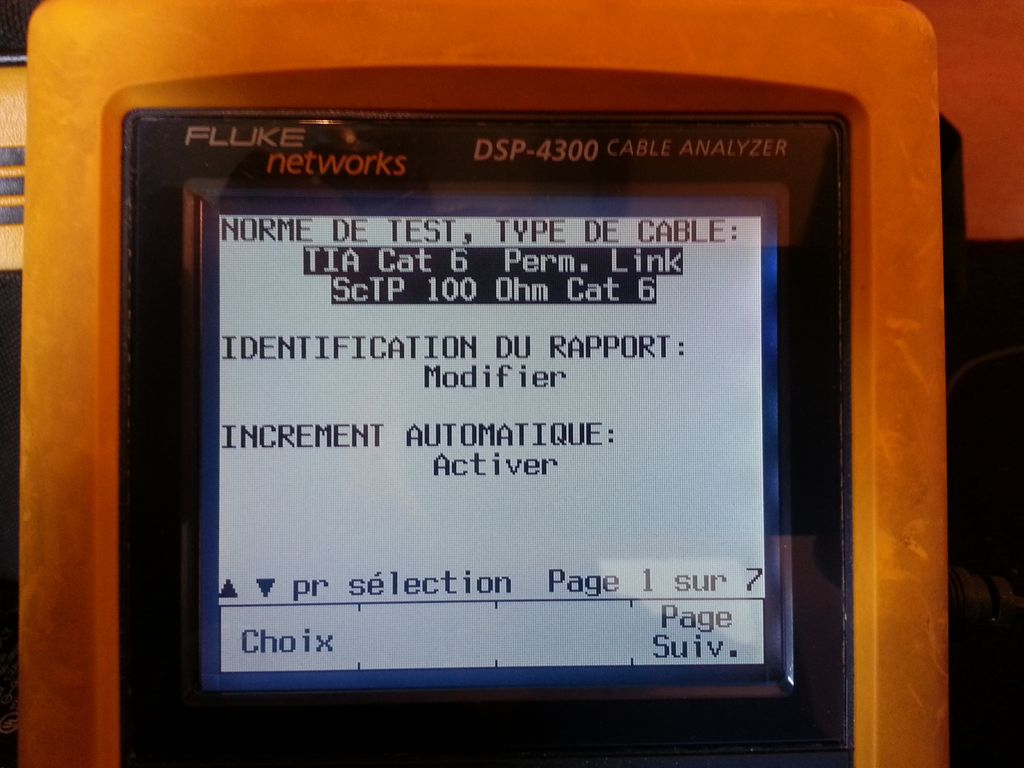 FLUKE
networks
DSP-4300 CABLE ANALYZER
NORME DE TEST, TYPE DE CABLE:
TIA Cat 6 Perm. Link
ScTP 100 Ohm Cat 6
IDENTIFICATION DU RAPPORT:
Modifier
INCREMENT AUTOMATIQUE:
Activer
▲ ▼ pr sélection Page 1 sur 7
Choix
Page
Suiv.